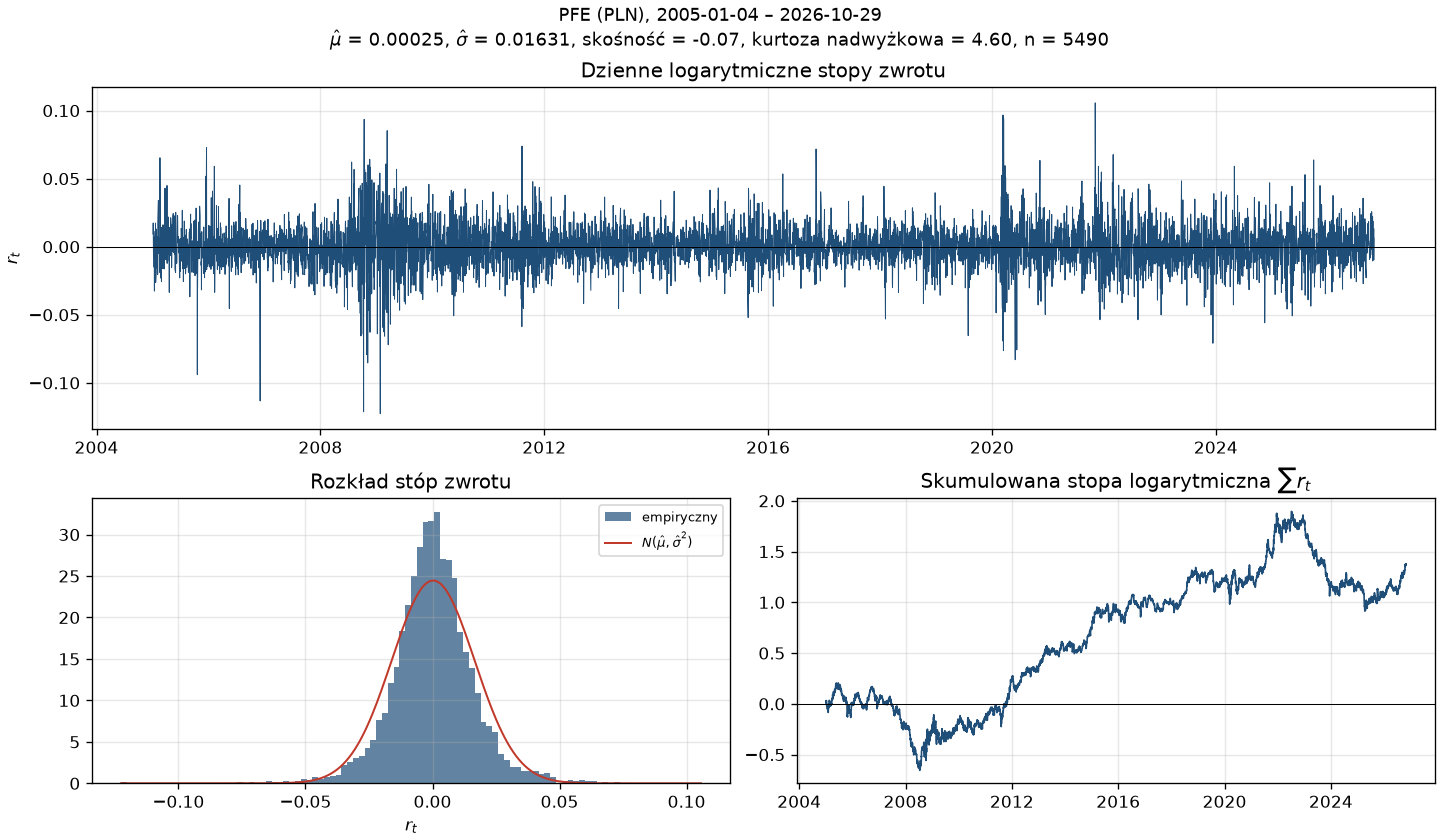 PFE (PLN), 2005-01-04 – 2026-10-29
μ̂ = 0.00025, σ̂ = 0.01631, skośność = -0.07, kurtoza nadwyżkowa = 4.60, n = 5490
Dzienne logarytmiczne stopy zwrotu
0.10
0.05
0.00
−0.05
−0.10
r_t
2004 2008 2012 2016 2020 2024
Rozkład stóp zwrotu
30
25
20
15
10
5
0
empiryczny
N(μ̂, σ̂²)
−0.10 −0.05 0.00 0.05 0.10
r_t
Skumulowana stopa logarytmiczna ∑r_t
2.0
1.5
1.0
0.5
0.0
−0.5
2004 2008 2012 2016 2020 2024